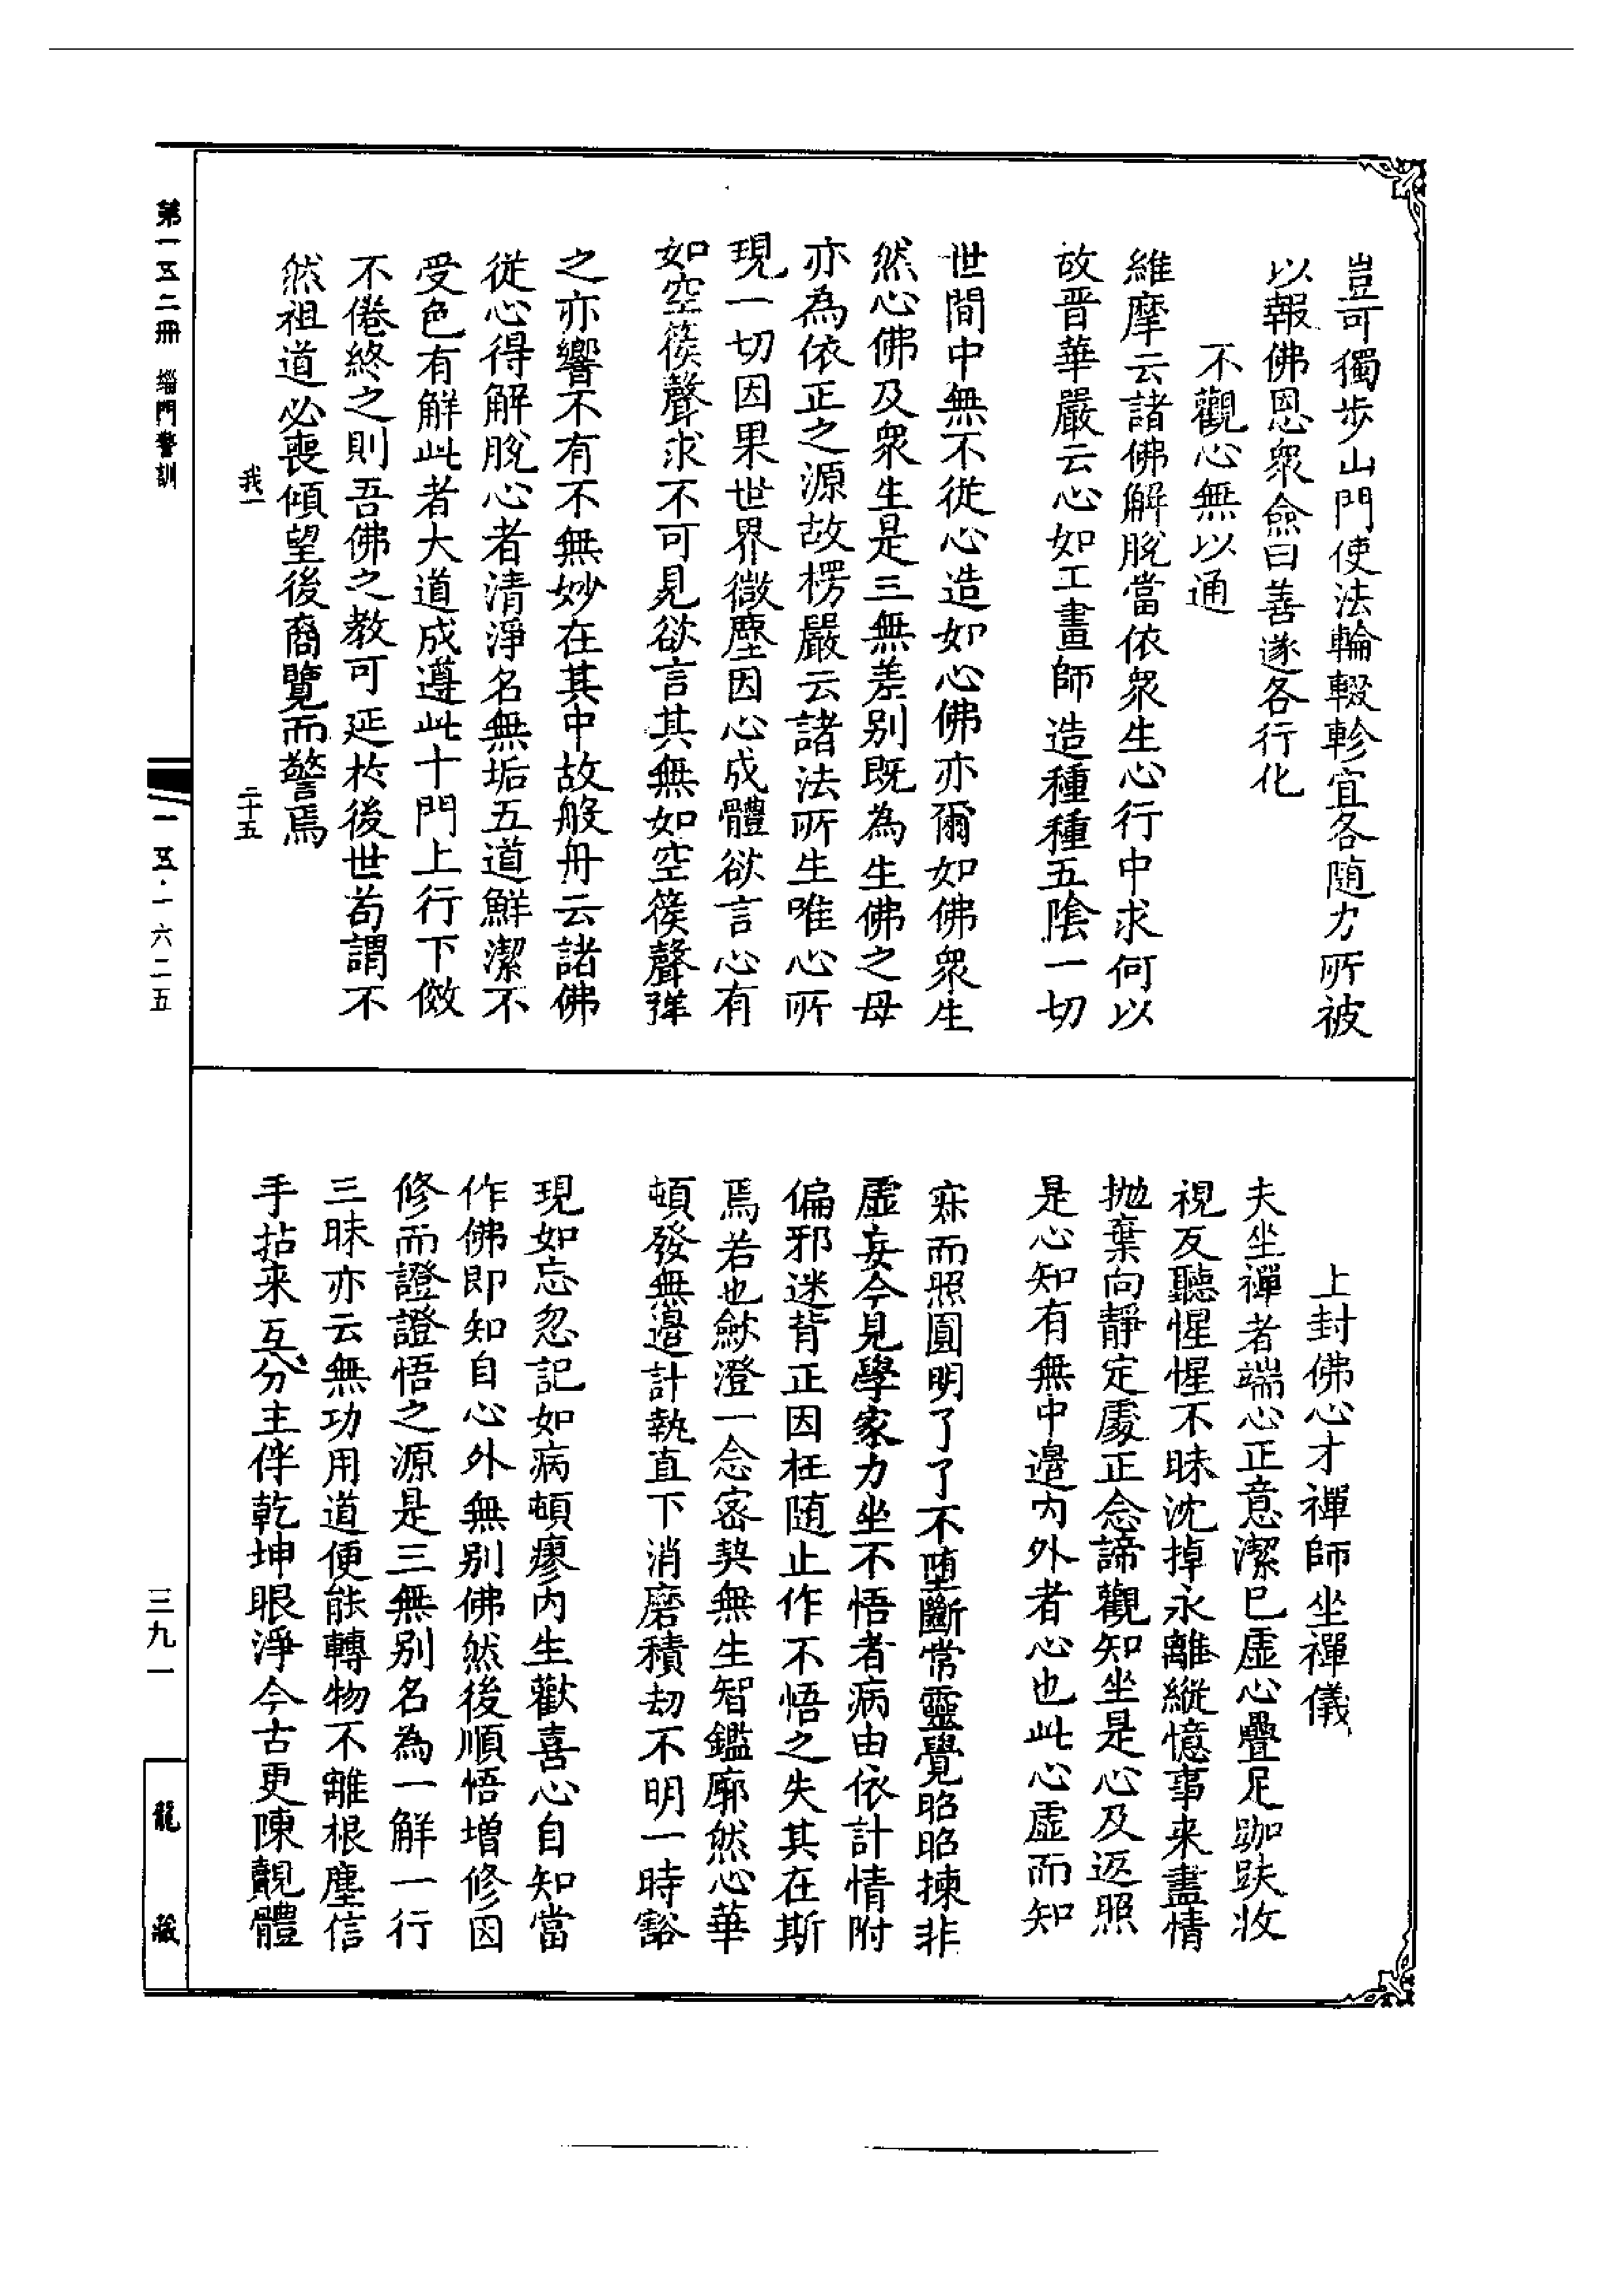 豈可獨步山門使法輪輟軫宜各随力所被
以報佛恩衆僉曰善遂各行化
不觀心無以通
維摩云諸佛解脫當依衆生心行中求何以
故晋華嚴云心如工畫師造種種五陰一切
世間中無不從心造如心佛亦爾如佛衆生
然心佛及衆生是三無差别既為生佛之母
亦為依正之源故楞嚴云諸法所生唯心所
現一切因果世界微塵因心成體欲言心有
如空篌聲求不可見欲言其無如空篌聲彈
之亦響不有不無妙在其中故般舟云諸佛
從心得解脫心者清淨名無垢五道鮮潔不
受色有解此者大道成遵此十門上行下傚
不倦終之則吾佛之教可延於後世苟謂不
然祖道必喪傾望後裔覽而警焉
我一
二十五
上封佛心才禪師坐禪儀
夫坐禪者端心正意潔巳虛心疊足跏趺收
視反聽惺惺不昧沈掉永離縱憶事来盡情
抛棄向靜定處正念諦觀知坐是心及返照
是心知有無中邉内外者心也此心虛而知
寂而照圓明了了不墮斷常靈覺昭昭揀非
虛妄今見學家力坐不悟者病由依計情附
偏邪迷背正因枉随止作不悟之失其在斯
焉若也歛澄一念密契無生智鑑廓然心華
頓發無邉計執直下消磨積刧不明一時豁
現如忘忽記如病頓瘳内生歡喜心自知當
作佛即知自心外無别佛然後順悟增修因
修而證證悟之源是三無别名為一解一行
三昧亦云無功用道便能轉物不離根塵信
手拈来互分主伴乾坤眼淨今古更陳覿體
第一五二冊 緇門警訓
一五·一六二五
三九一
龍藏